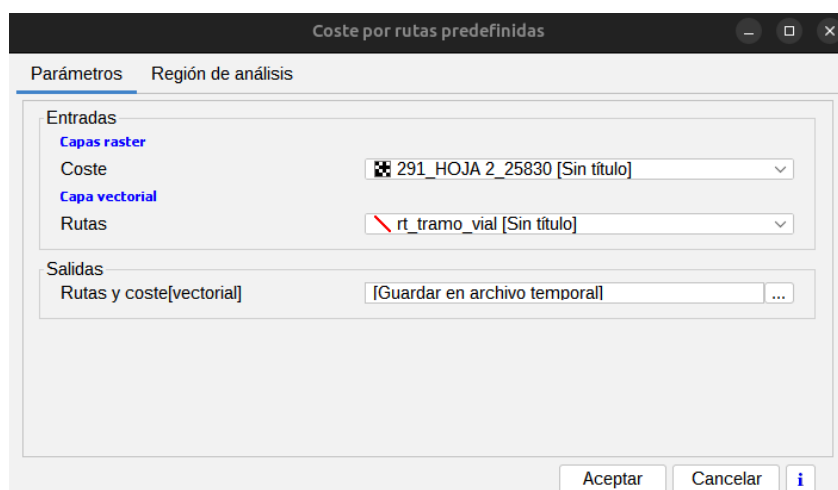 Coste por rutas predefinidas
Parámetros Región de análisis
Entradas
Capas raster
Coste 291_HOJA 2_25830 [Sin título]
Capa vectorial
Rutas rt_tramo_vial [Sin título]
Salidas
Rutas y coste[vectorial] [Guardar en archivo temporal] ...
Aceptar Cancelar i